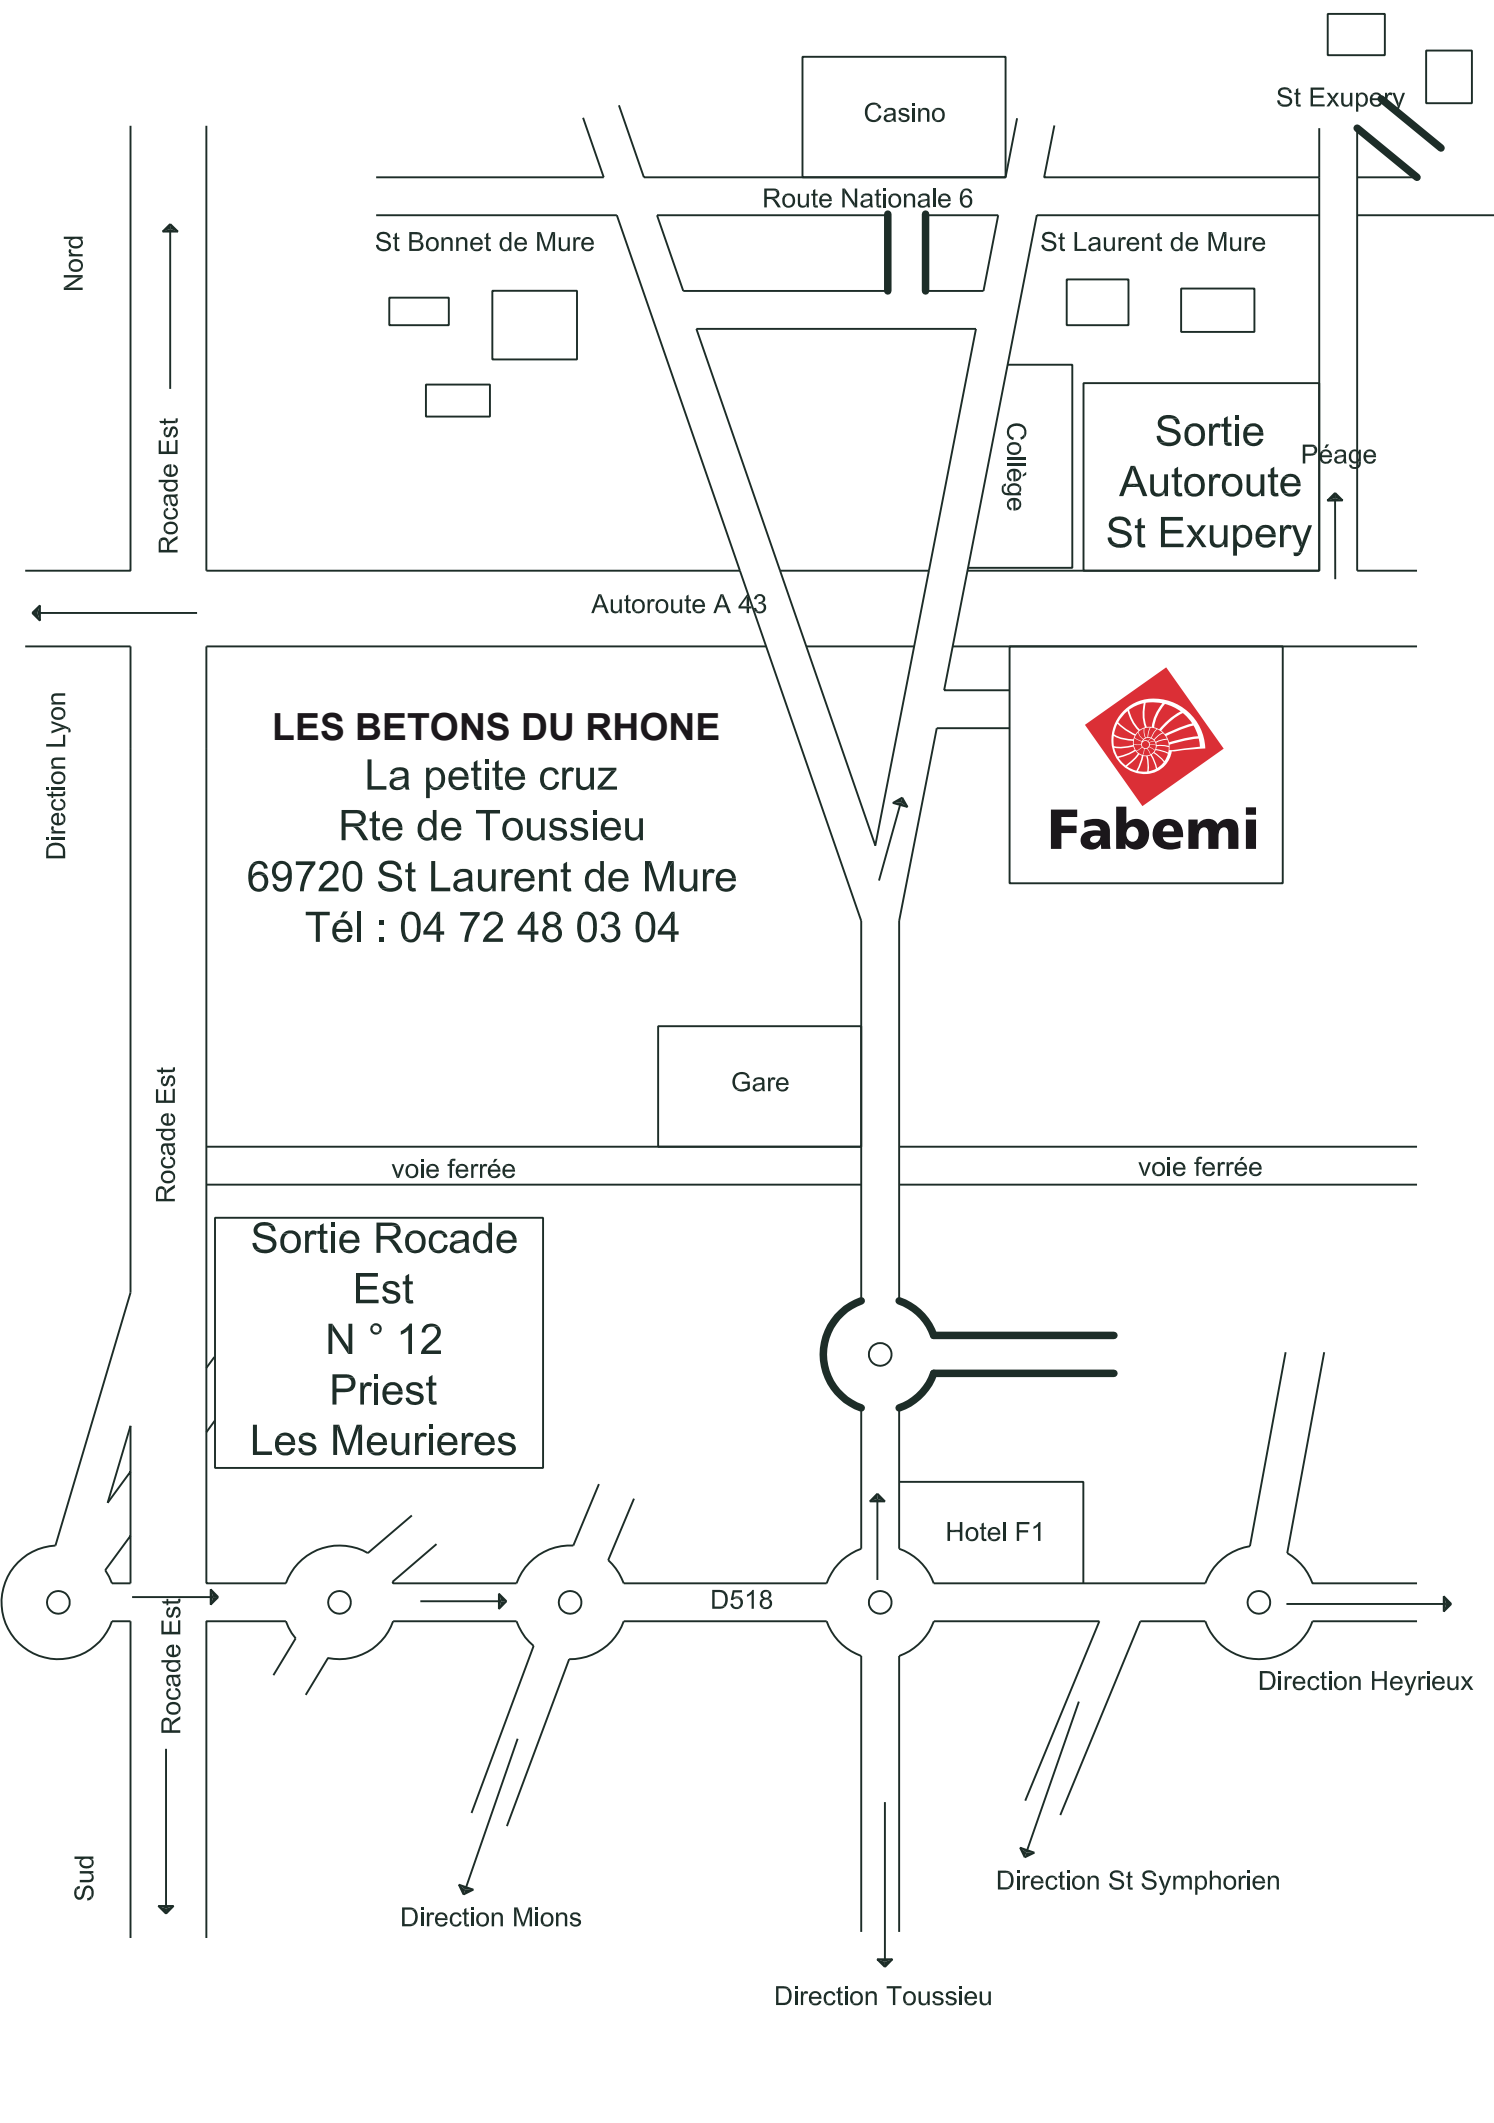 St Exupery
Casino
Route Nationale 6
Nord
St Bonnet de Mure
St Laurent de Mure
Rocade Est
Collège
Sortie
Autoroute
St Exupery
Péage
Autoroute A 43
Direction Lyon
LES BETONS DU RHONE
La petite cruz
Rte de Toussieu
69720 St Laurent de Mure
Tél : 04 72 48 03 04
Fabemi
Gare
Rocade Est
voie ferrée
voie ferrée
Sortie Rocade
Est
N ° 12
Priest
Les Meurieres
Hotel F1
D518
Rocade Est
Direction Heyrieux
Sud
Direction St Symphorien
Direction Mions
Direction Toussieu